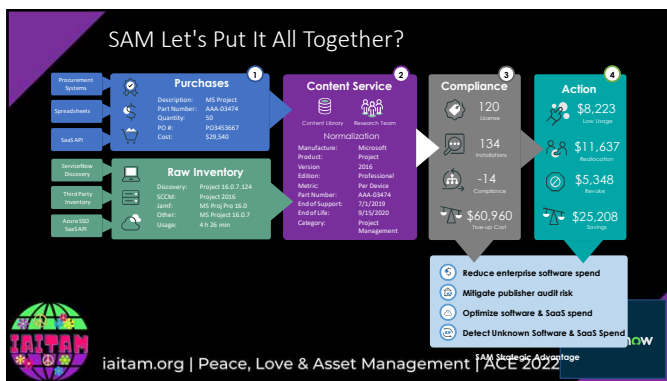 SAM Let's Put It All Together?
Procurement
Systems
Spreadsheets
SaaS API
1
Purchases
Description: MS Project
Part Number: AAA-03474
Quantity: 50
PO #: PO3453667
Cost: $29,540
ServiceNow
Discovery
Third Party
Inventory
Azure SSO
SaaS API
Raw Inventory
Discovery: Project 16.0.7.124
SCCM: Project 2016
Jamf: MS Proj Pro 16.0
Other: MS Project 16.0.7
Usage: 4 h 26 min
2
Content Service
Content Library Research Team
Normalization
Manufacture: Microsoft
Product: Project
Version 2016
Edition: Professional
Metric: Per Device
Part Number: AAA-03474
End of Support: 7/1/2019
End of Life: 9/15/2020
Category: Project
Management
3
Compliance
120
License
134
Installations
-14
Compliance
$60,960
True-up Cost
4
Action
$8,223
Low Usage
$11,637
Reallocation
$5,348
Revoke
$25,208
Savings
Reduce enterprise software spend
Mitigate publisher audit risk
Optimize software & SaaS spend
Detect Unknown Software & SaaS Spend
SAM Strategic Advantage
now
IAITAM
iaitam.org | Peace, Love & Asset Management | ACE 2022